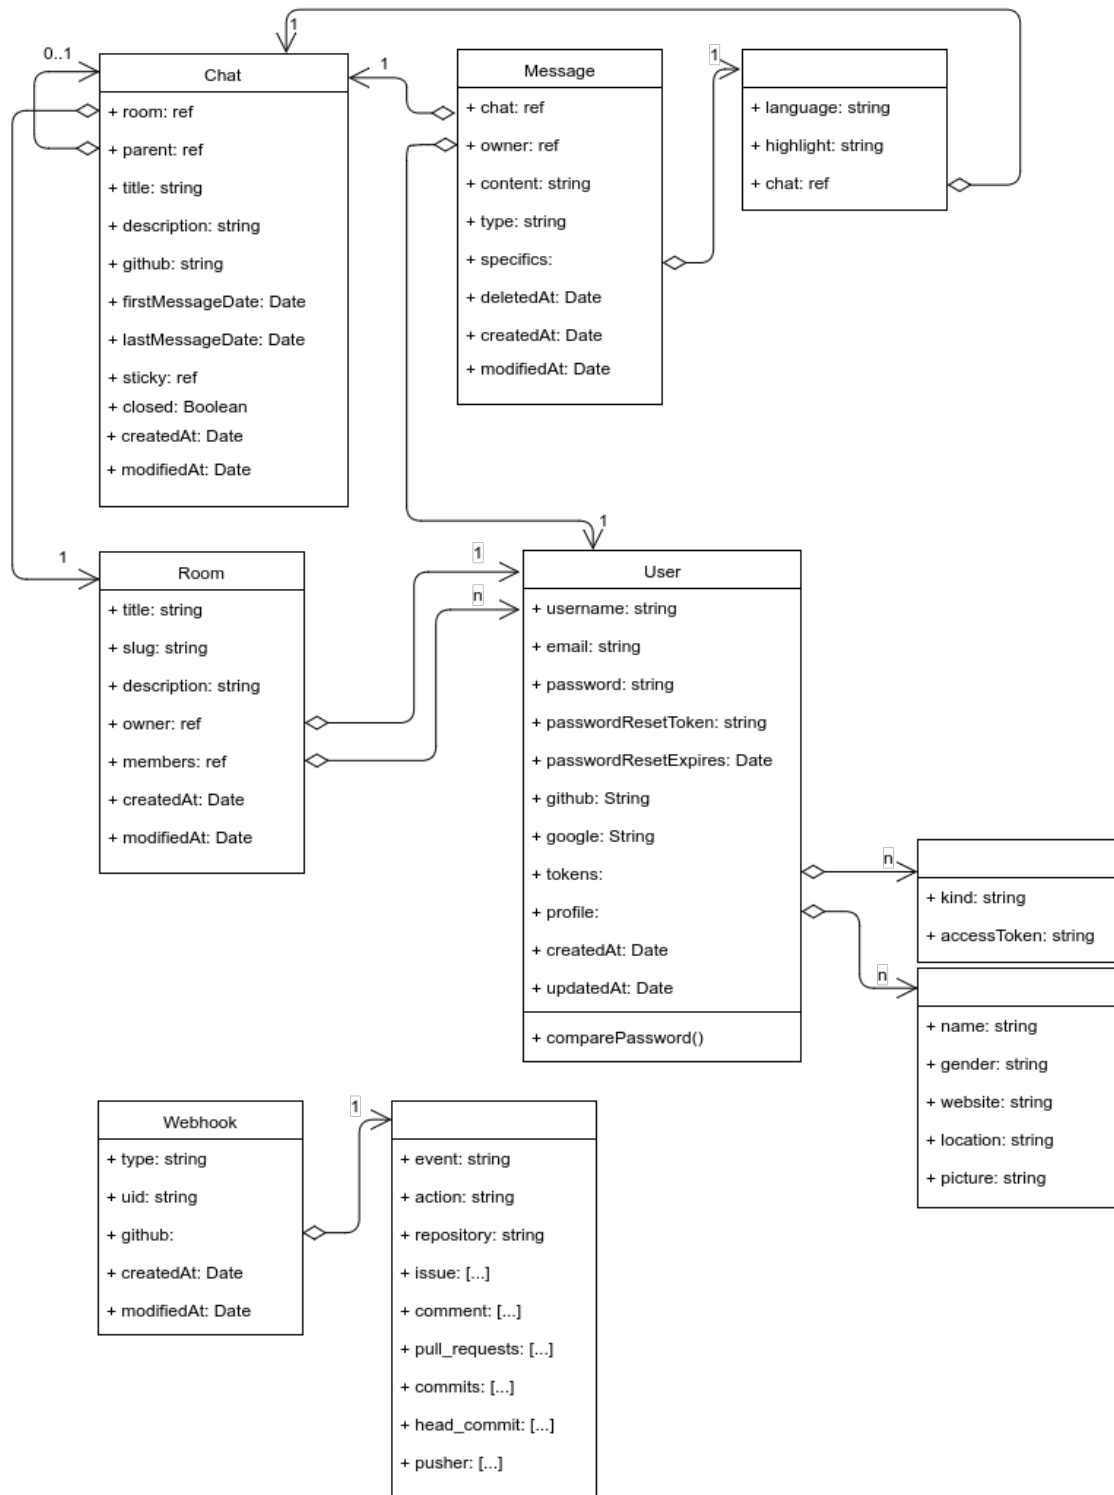 1
0..1
Chat
+ room: ref
+ parent: ref
+ title: string
+ description: string
+ github: string
+ firstMessageDate: Date
+ lastMessageDate: Date
+ sticky: ref
+ closed: Boolean
+ createdAt: Date
+ modifiedAt: Date
1
Message
+ chat: ref
+ owner: ref
+ content: string
+ type: string
+ specifics:
+ deletedAt: Date
+ createdAt: Date
+ modifiedAt: Date
1
+ language: string
+ highlight: string
+ chat: ref
1
Room
+ title: string
+ slug: string
+ description: string
+ owner: ref
+ members: ref
+ createdAt: Date
+ modifiedAt: Date
1
n
1
User
+ username: string
+ email: string
+ password: string
+ passwordResetToken: string
+ passwordResetExpires: Date
+ github: String
+ google: String
+ tokens:
+ profile:
+ createdAt: Date
+ updatedAt: Date
+ comparePassword()
n
+ kind: string
+ accessToken: string
n
+ name: string
+ gender: string
+ website: string
+ location: string
+ picture: string
Webhook
+ type: string
+ uid: string
+ github:
+ createdAt: Date
+ modifiedAt: Date
1
+ event: string
+ action: string
+ repository: string
+ issue: [...]
+ comment: [...]
+ pull_requests: [...]
+ commits: [...]
+ head_commit: [...]
+ pusher: [...]